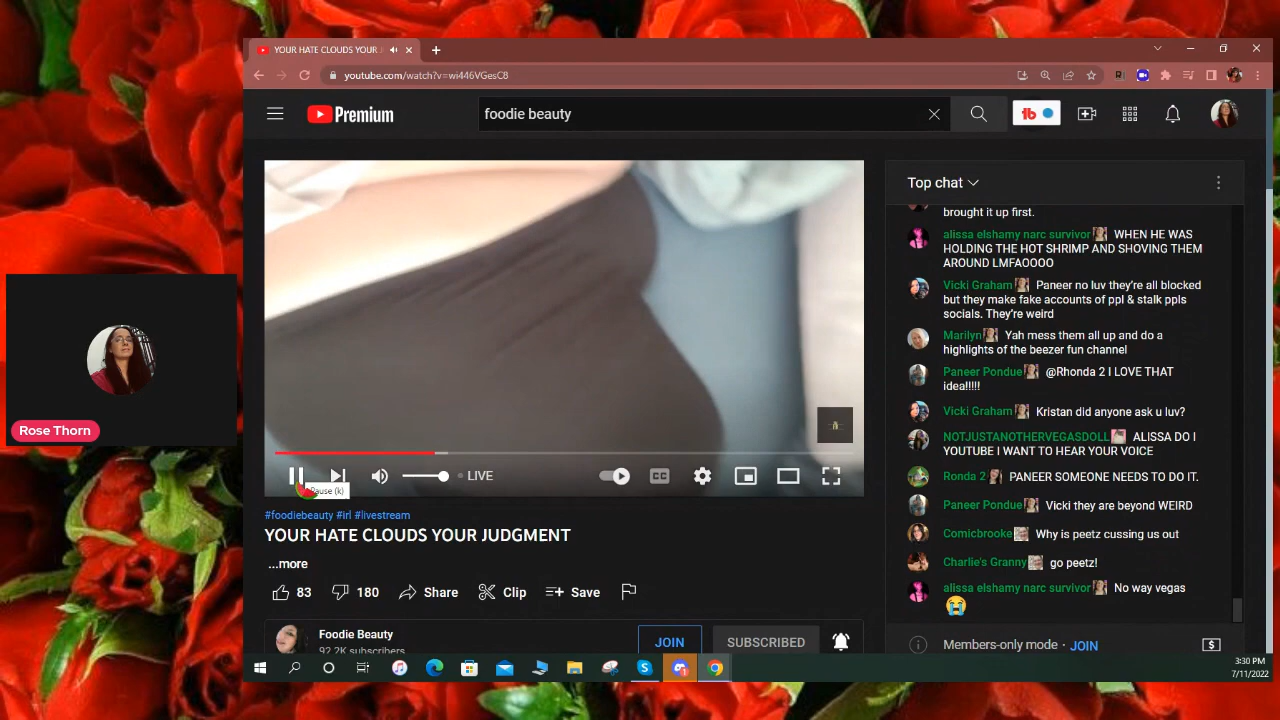 YOUR HATE CLOUDS YOUR J
youtube.com/watch?v=wi446VGesC8
Premium
foodie beauty
Top chat
brought it up first.
alissa elshamy narc survivor WHEN HE WAS
HOLDING THE HOT SHRIMP AND SHOVING THEM
AROUND LMFAOOOO
Vicki Graham Paneer no luv they're all blocked
but they make fake accounts of ppl & stalk ppls
socials. They're weird
Marilyn Yah mess them all up and do a
highlights of the beezer fun channel
Paneer Pondue @Rhonda 2 I LOVE THAT
idea!!!!!
Vicki Graham Kristan did anyone ask u luv?
NOTJUSTANOTHERVEGASDOLL ALISSA DO I
YOUTUBE I WANT TO HEAR YOUR VOICE
Ronda 2 PANEER SOMEONE NEEDS TO DO IT.
Paneer Pondue Vicki they are beyond WEIRD
Comicbrooke Why is peetz cussing us out
Charlie's Granny go peetz!
alissa elshamy narc survivor No way vegas
😭
Members-only mode · JOIN
Rose Thorn
LIVE
CC
Pause (k)
#foodiebeauty #irl #livestream
YOUR HATE CLOUDS YOUR JUDGMENT
...more
83
180
Share
Clip
Save
Foodie Beauty
92.2K subscribers
JOIN
SUBSCRIBED
3:30 PM
7/11/2022